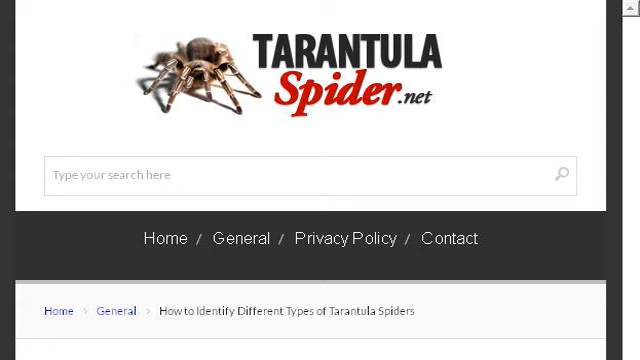 TARANTULA
Spider.net
Type your search here
Home / General / Privacy Policy / Contact
Home > General > How to Identify Different Types of Tarantula Spiders